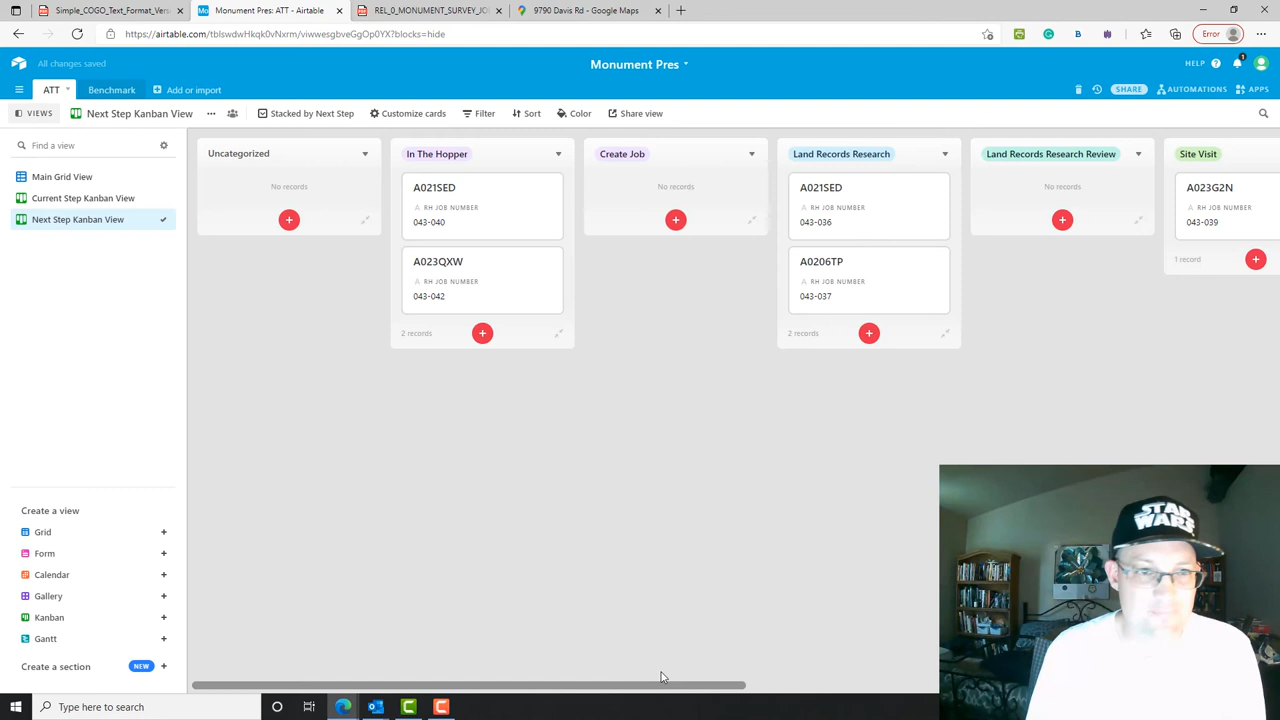 Simple_COGO_Text_Format_Vers
Monument Pres: ATT - Airtable
REL_0_MONUMENT_SURVEY_JO
9790 Davis Rd - Google Maps
https://airtable.com/tblswdwHkqk0vNxrm/viwwesgbveGgOp0YX?blocks=hide
Error
All changes saved
Monument Pres
HELP
1
ATT
Benchmark
Add or import
SHARE
AUTOMATIONS
APPS
VIEWS
Next Step Kanban View
Stacked by Next Step
Customize cards
Filter
Sort
Color
Share view
Find a view
Main Grid View
Current Step Kanban View
Next Step Kanban View
Uncategorized
No records
In The Hopper
A021SED
RH JOB NUMBER
043-040
A023QXW
RH JOB NUMBER
043-042
2 records
Create Job
No records
Land Records Research
A021SED
RH JOB NUMBER
043-036
A0206TP
RH JOB NUMBER
043-037
2 records
Land Records Research Review
No records
Site Visit
A023G2N
RH JOB NUMBER
043-039
1 record
Create a view
Grid
Form
Calendar
Gallery
Kanban
Gantt
Create a section
NEW
STAR
WARS
Type here to search